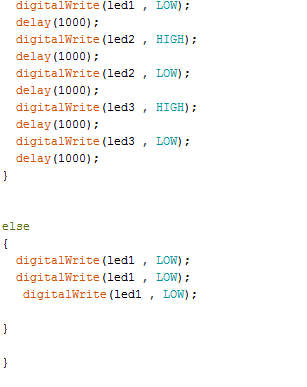 digitalWrite(led1 , LOW);
delay(1000);
digitalWrite(led2 , HIGH);
delay(1000);
digitalWrite(led2 , LOW);
delay(1000);
digitalWrite(led3 , HIGH);
delay(1000);
digitalWrite(led3 , LOW);
delay(1000);
}
else
{
digitalWrite(led1 , LOW);
digitalWrite(led1 , LOW);
digitalWrite(led1 , LOW);
}
}